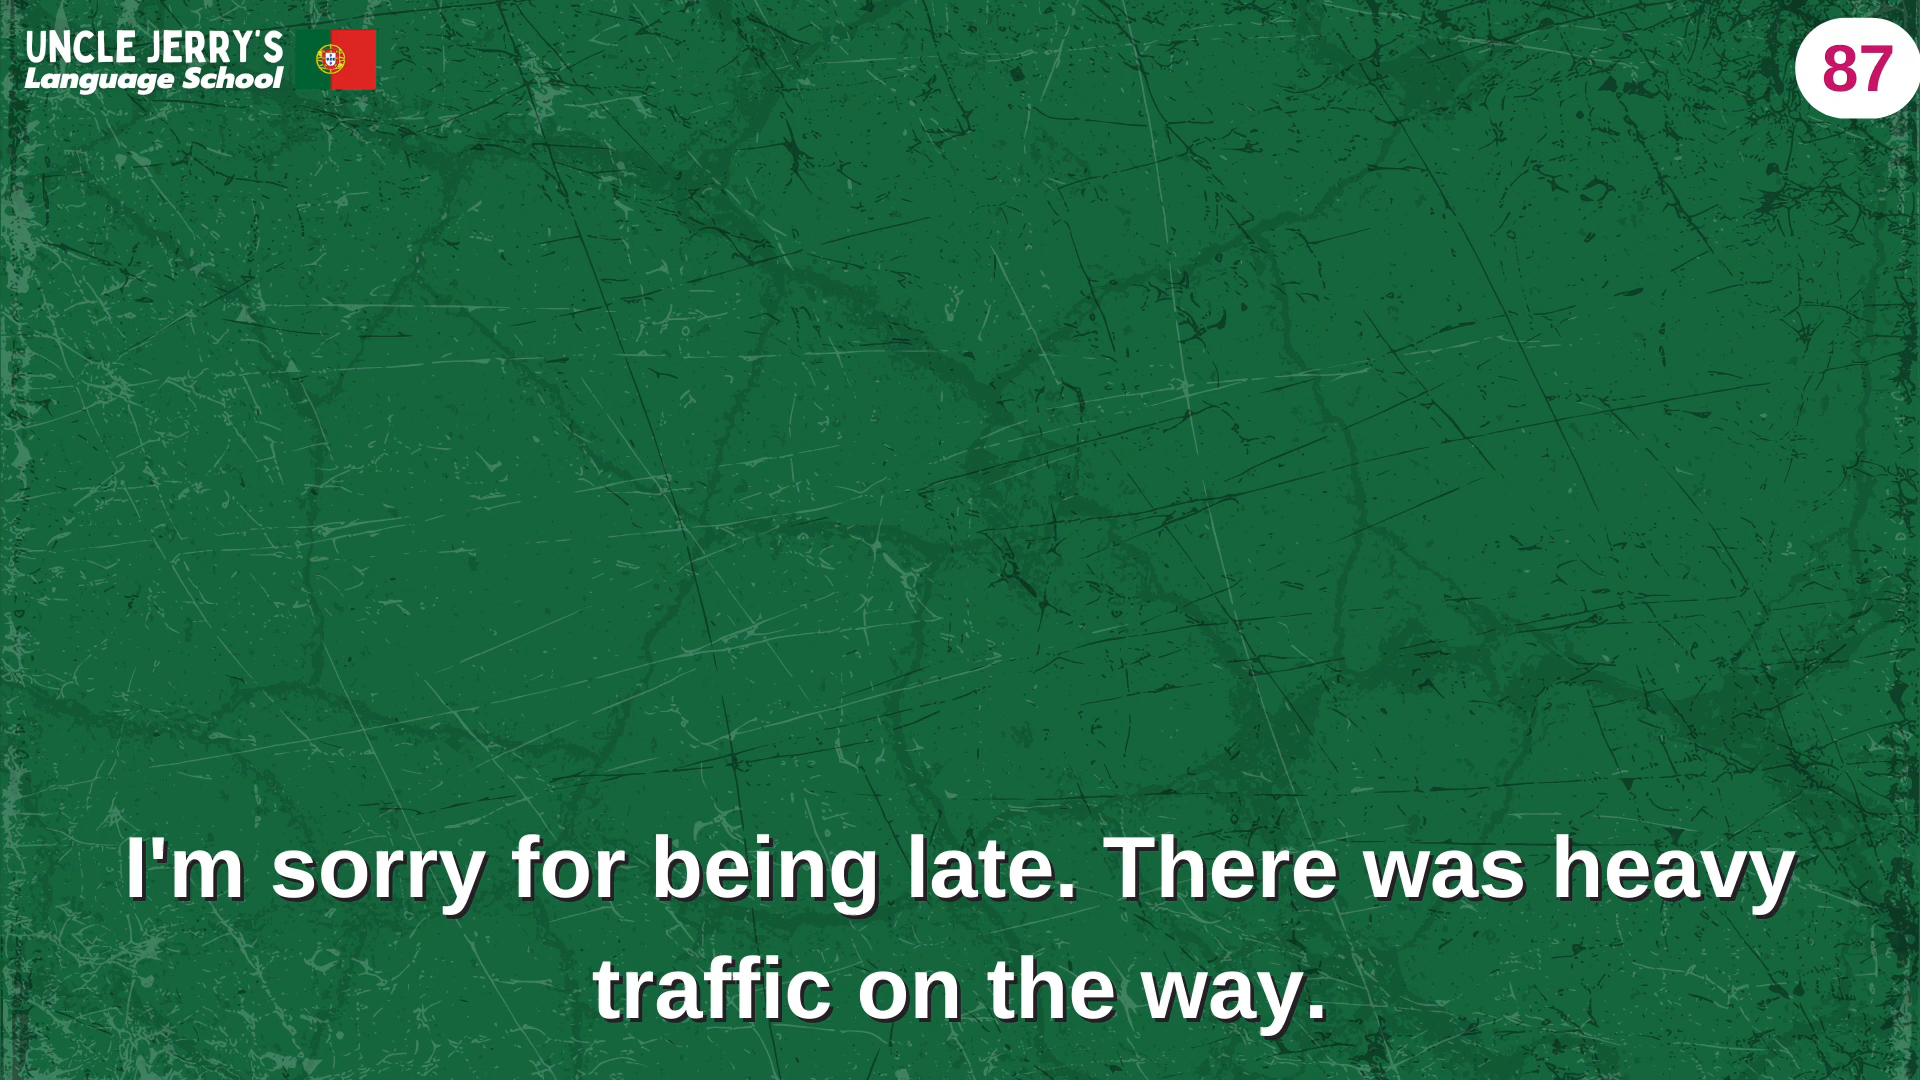 UNCLE JERRY'S
Language School
87
I'm sorry for being late. There was heavy
traffic on the way.